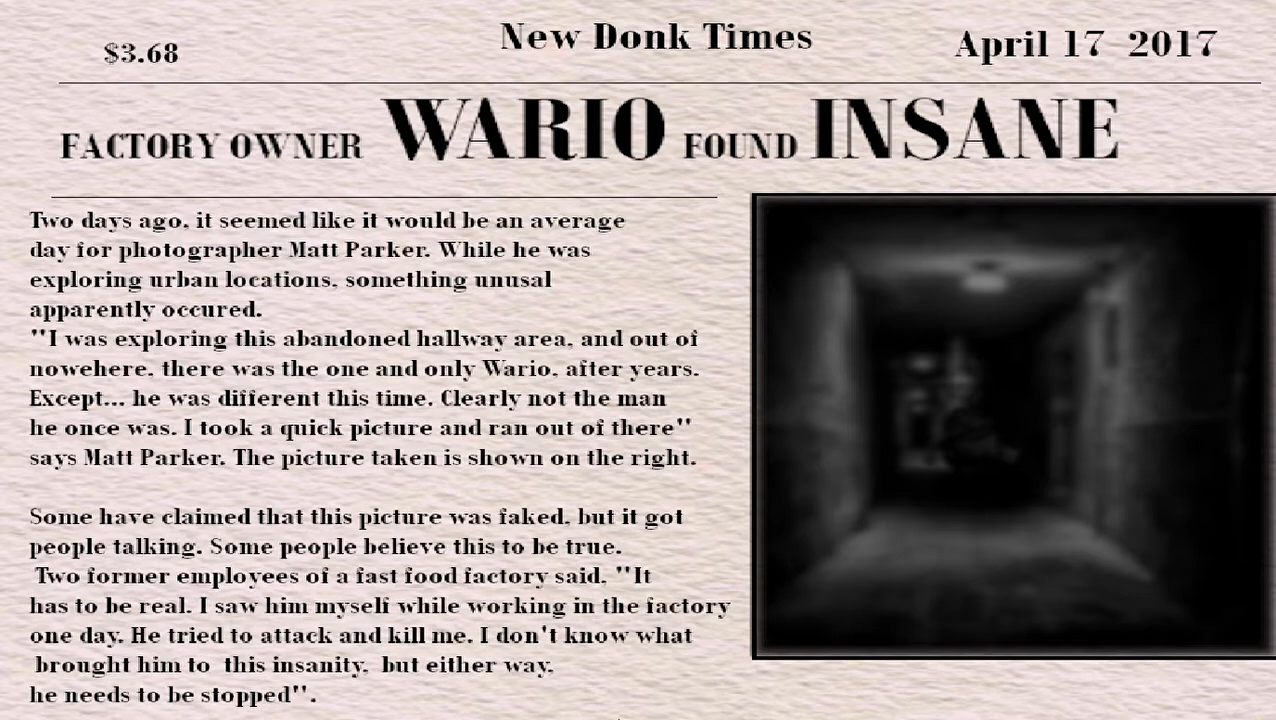 $3.68 New Donk Times April 17 2017
FACTORY OWNER WARIO FOUND INSANE
Two days ago, it seemed like it would be an average
day for photographer Matt Parker. While he was
exploring urban locations, something unusal
apparently occured.
"I was exploring this abandoned hallway area, and out of
nowehere, there was the one and only Wario, after years.
Except... he was different this time. Clearly not the man
he once was. I took a quick picture and ran out of there"
says Matt Parker. The picture taken is shown on the right.
Some have claimed that this picture was faked, but it got
people talking. Some people believe this to be true.
Two former employees of a fast food factory said, "It
has to be real. I saw him myself while working in the factory
one day. He tried to attack and kill me. I don't know what
brought him to this insanity, but either way,
he needs to be stopped".